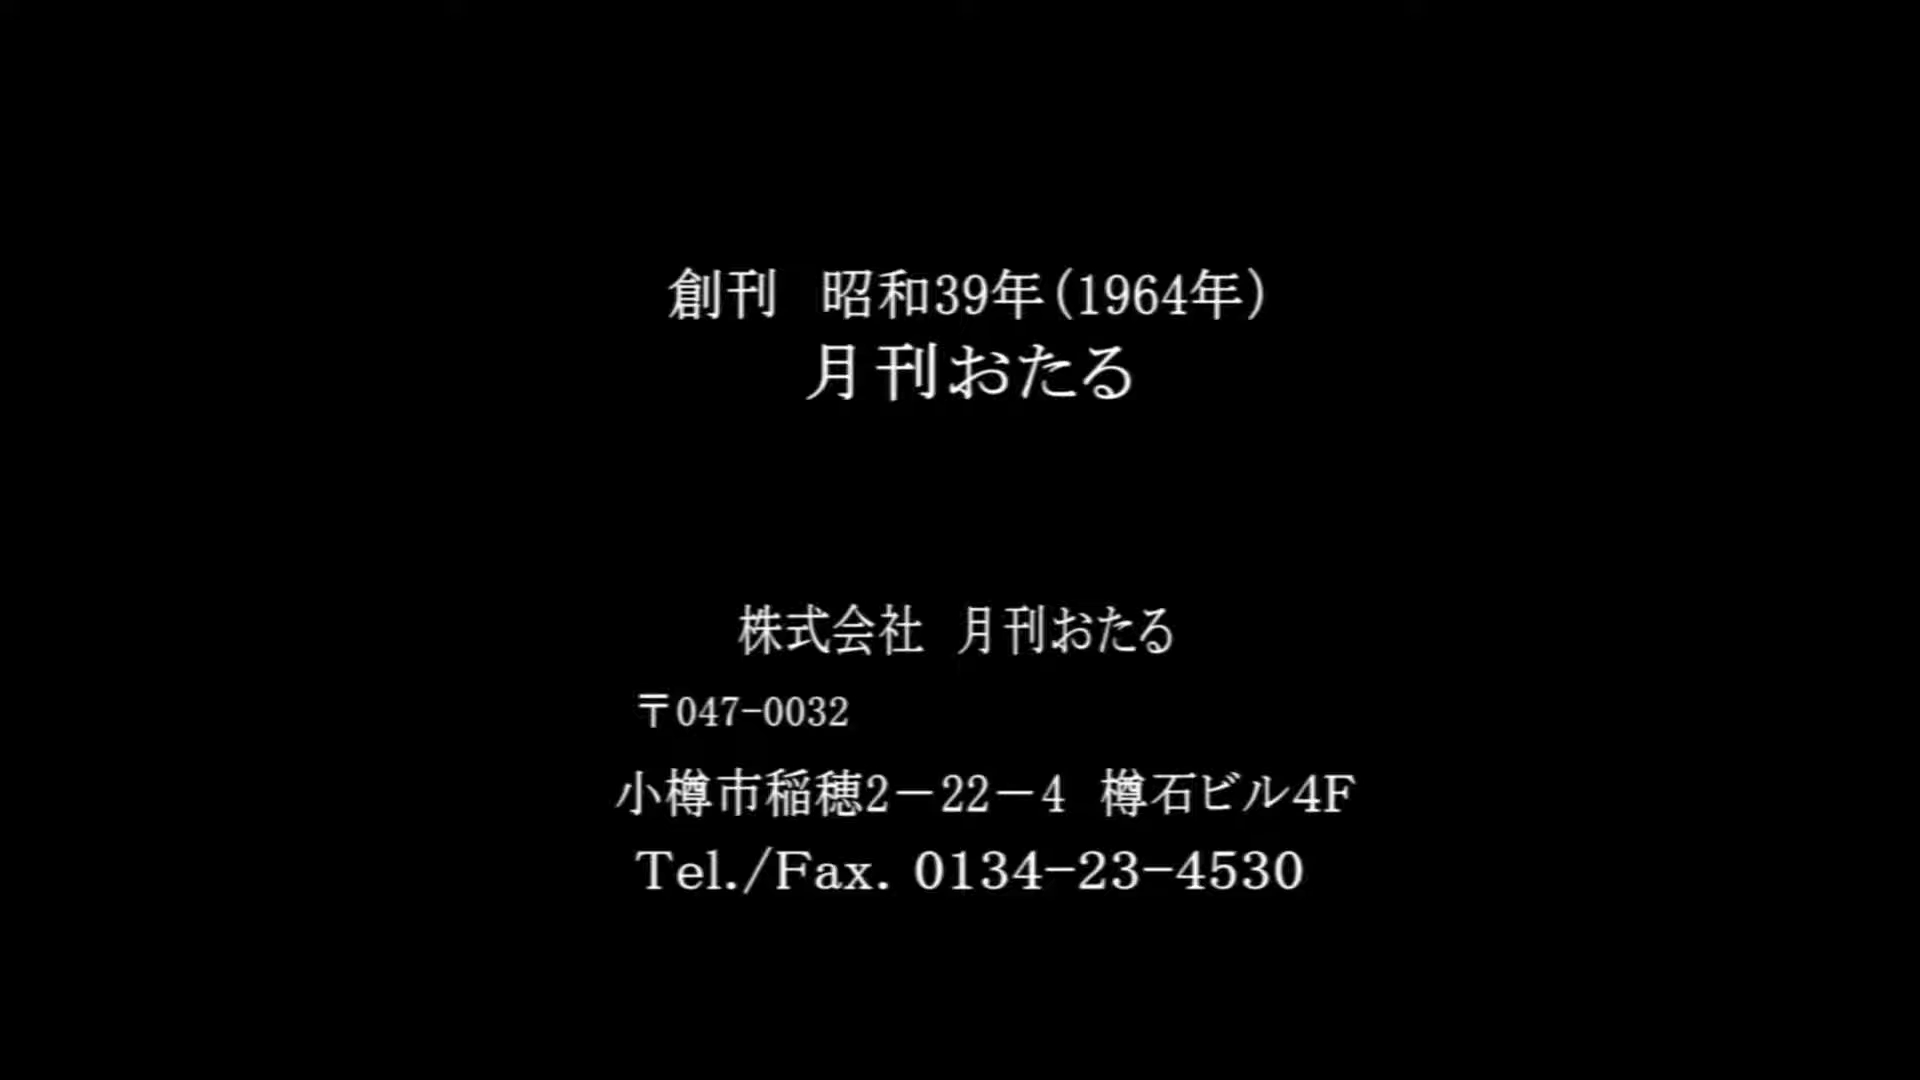 創刊　昭和39年(1964年)
月刊おたる
株式会社　月刊おたる
〒047-0032
小樽市稲穂2－22－4　樽石ビル4F
Tel./Fax. 0134-23-4530